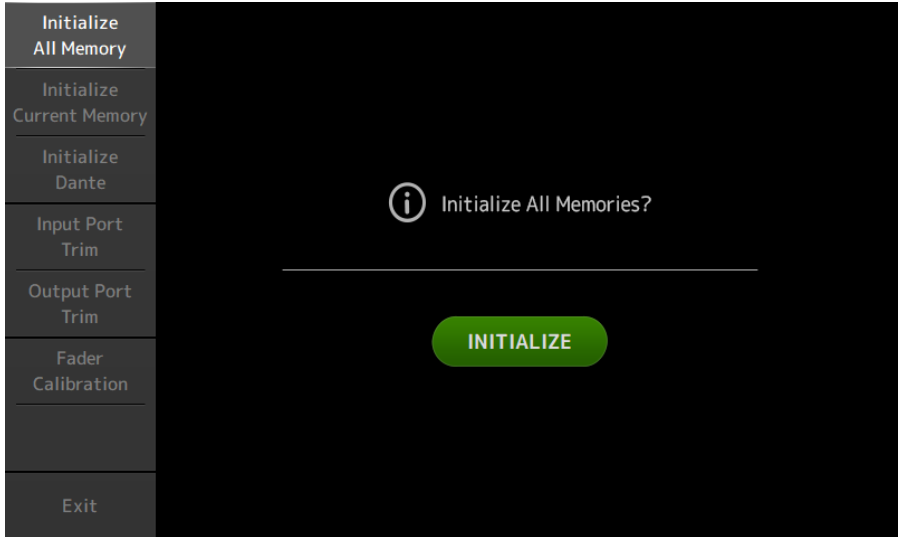 Initialize
All Memory
Initialize
Current Memory
Initialize
Dante
Input Port
Trim
Output Port
Trim
Fader
Calibration
Exit
Initialize All Memories?
INITIALIZE